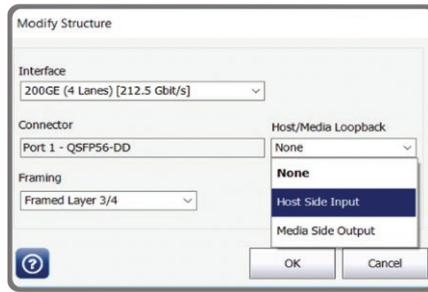 Modify Structure
Interface
200GE (4 Lanes) [212.5 Gbit/s]
Connector
Host/Media Loopback
Port 1 - QSFP56-DD
None
Framing
None
Framed Layer 3/4
Host Side Input
Media Side Output
?
OK
Cancel